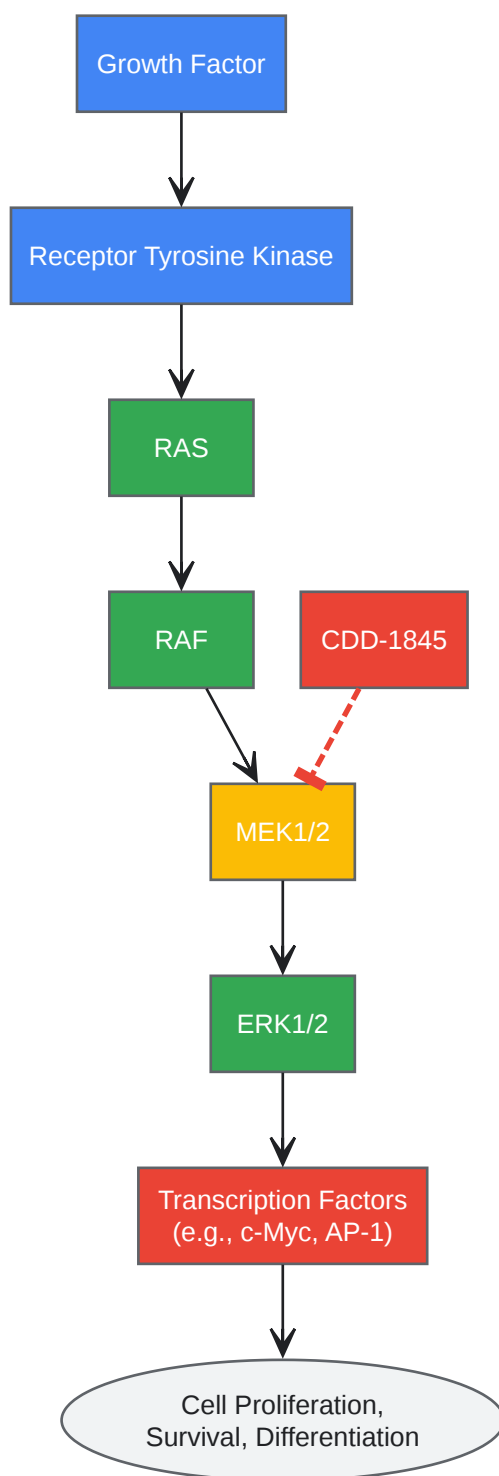 Growth Factor
Receptor Tyrosine Kinase
RAS
RAF
CDD-1845
MEK1/2
ERK1/2
Transcription Factors
(e.g., c-Myc, AP-1)
Cell Proliferation,
Survival, Differentiation